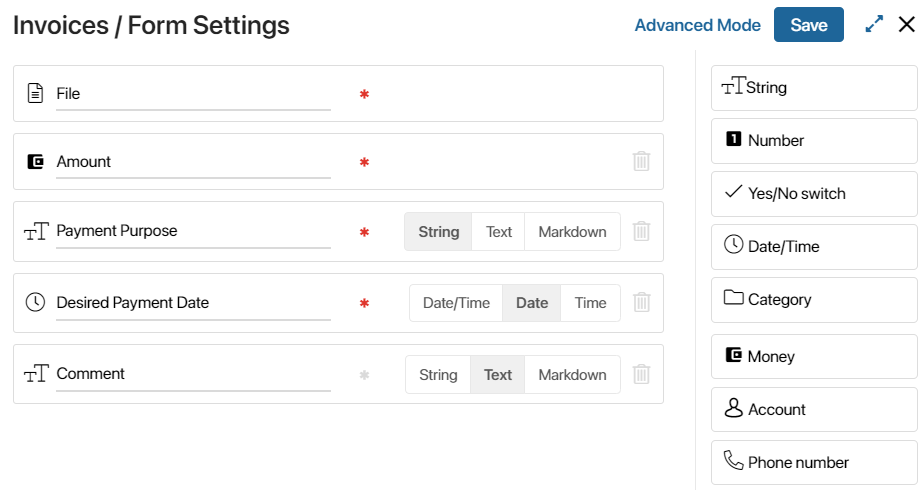 Invoices / Form Settings
Advanced Mode
Save
File *
Amount *
Payment Purpose * String Text Markdown
Desired Payment Date * Date/Time Date Time
Comment * String Text Markdown
String
Number
Yes/No switch
Date/Time
Category
Money
Account
Phone number